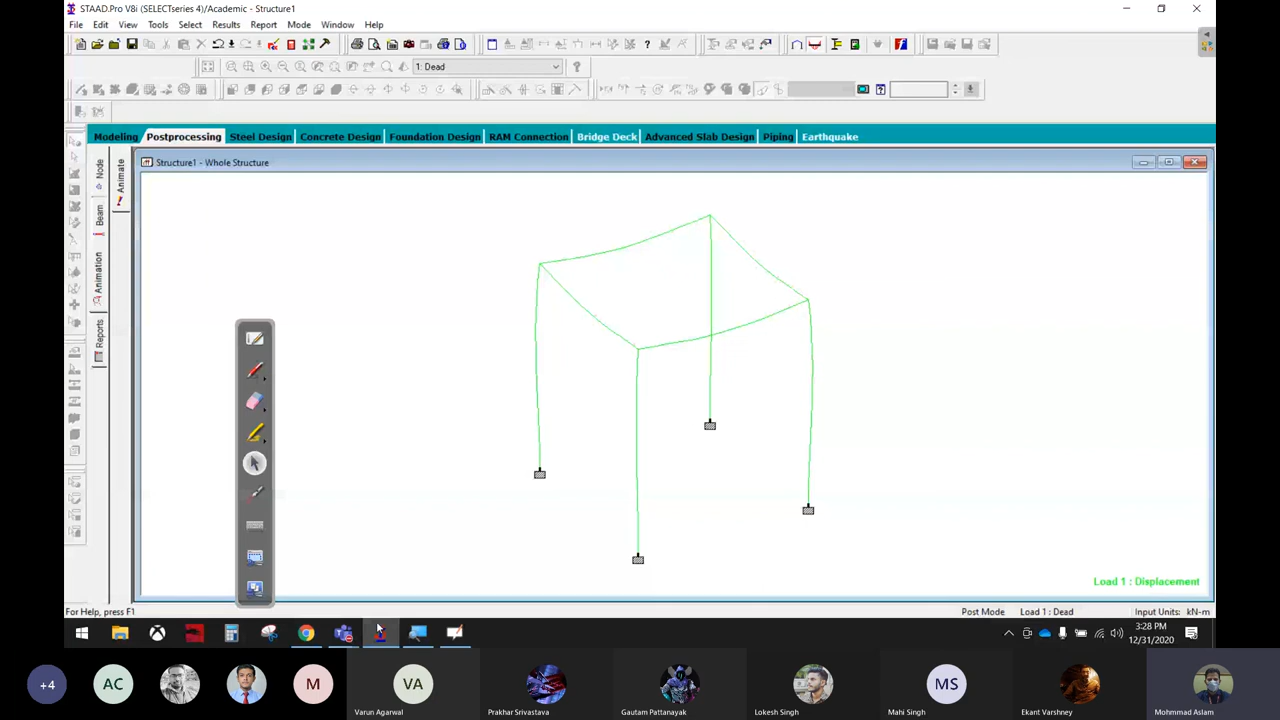 STAAD.Pro V8i (SELECTseries 4)/Academic - Structure1
File Edit View Tools Select Results Report Mode Window Help
1: Dead
Modeling Postprocessing Steel Design Concrete Design Foundation Design RAM Connection Bridge Deck Advanced Slab Design Piping Earthquake
Structure1 - Whole Structure
Node
Beam
Animation
Reports
Animate
Load 1 : Displacement
For Help, press F1
Post Mode Load 1 : Dead Input Units: kN-m
3:28 PM
12/31/2020
+4 AC M VA MS
Varun Agarwal Prakhar Srivastava Gautam Pattanayak Lokesh Singh Mahi Singh Ekant Varshney Mohmmad Aslam